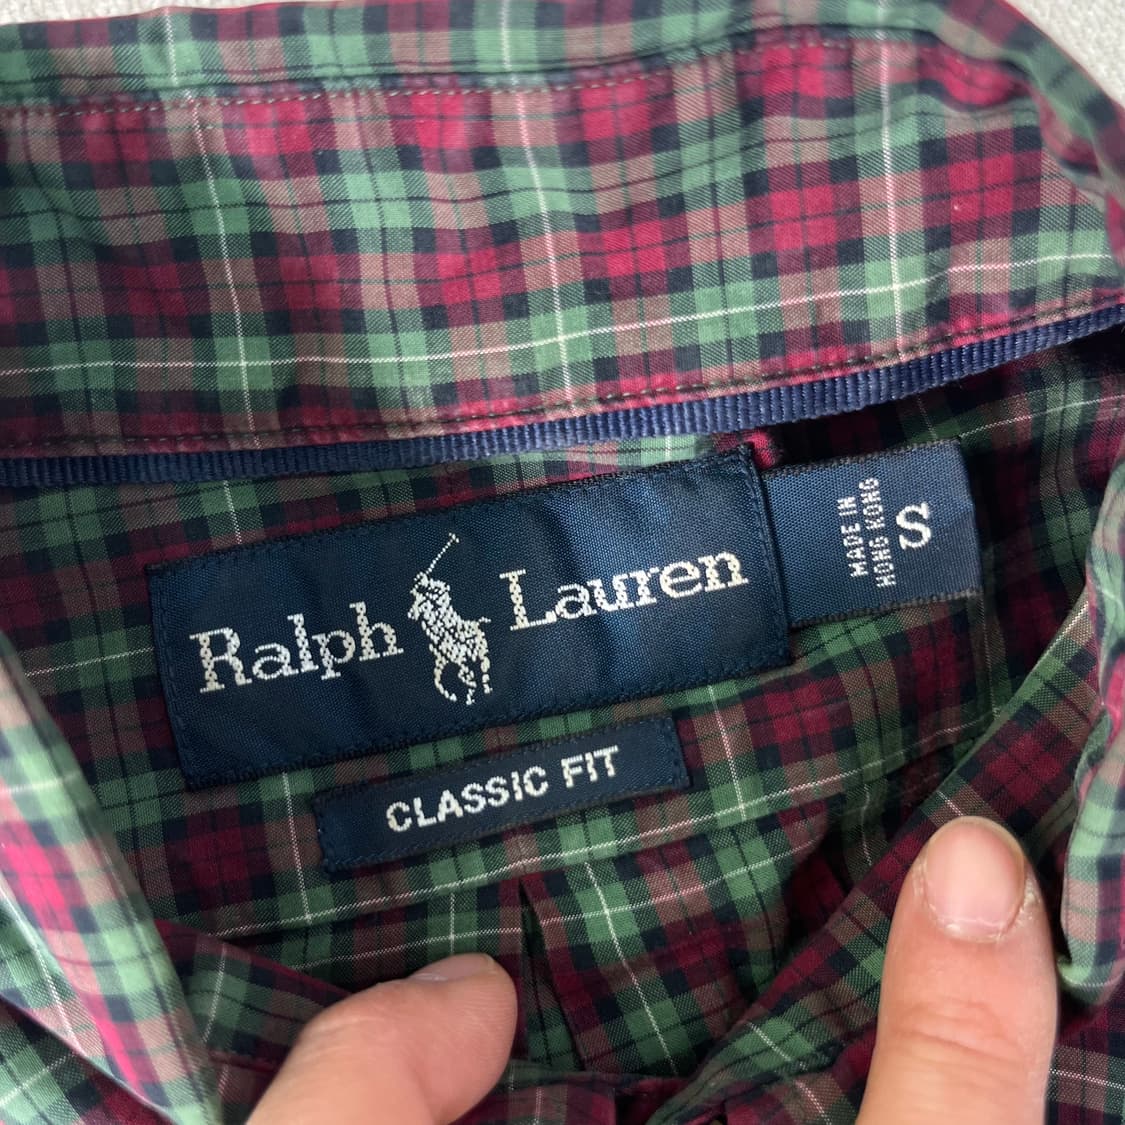 Ralph Lauren
MADE IN
HONG KONG
S
CLASSIC FIT